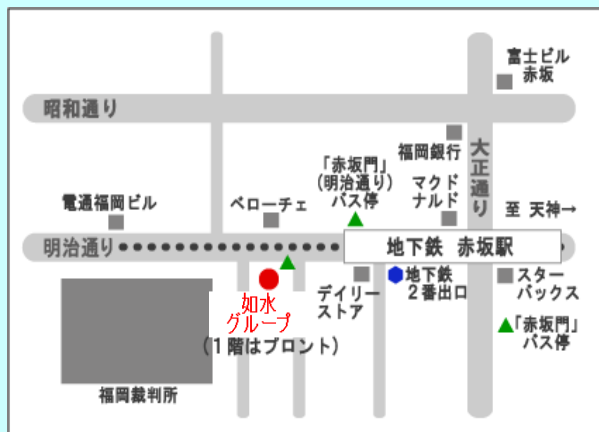 富士ビル
赤坂
昭和通り
福岡銀行
大正通り
「赤坂門」
(明治通り)
バス停
マクド
ナルド
電通福岡ビル
ベローチェ
至 天神→
明治通り
地下鉄 赤坂駅
如水
グループ
(1階はプロント)
デイリー
ストア
地下鉄
2番出口
スター
バックス
「赤坂門」
バス停
福岡裁判所